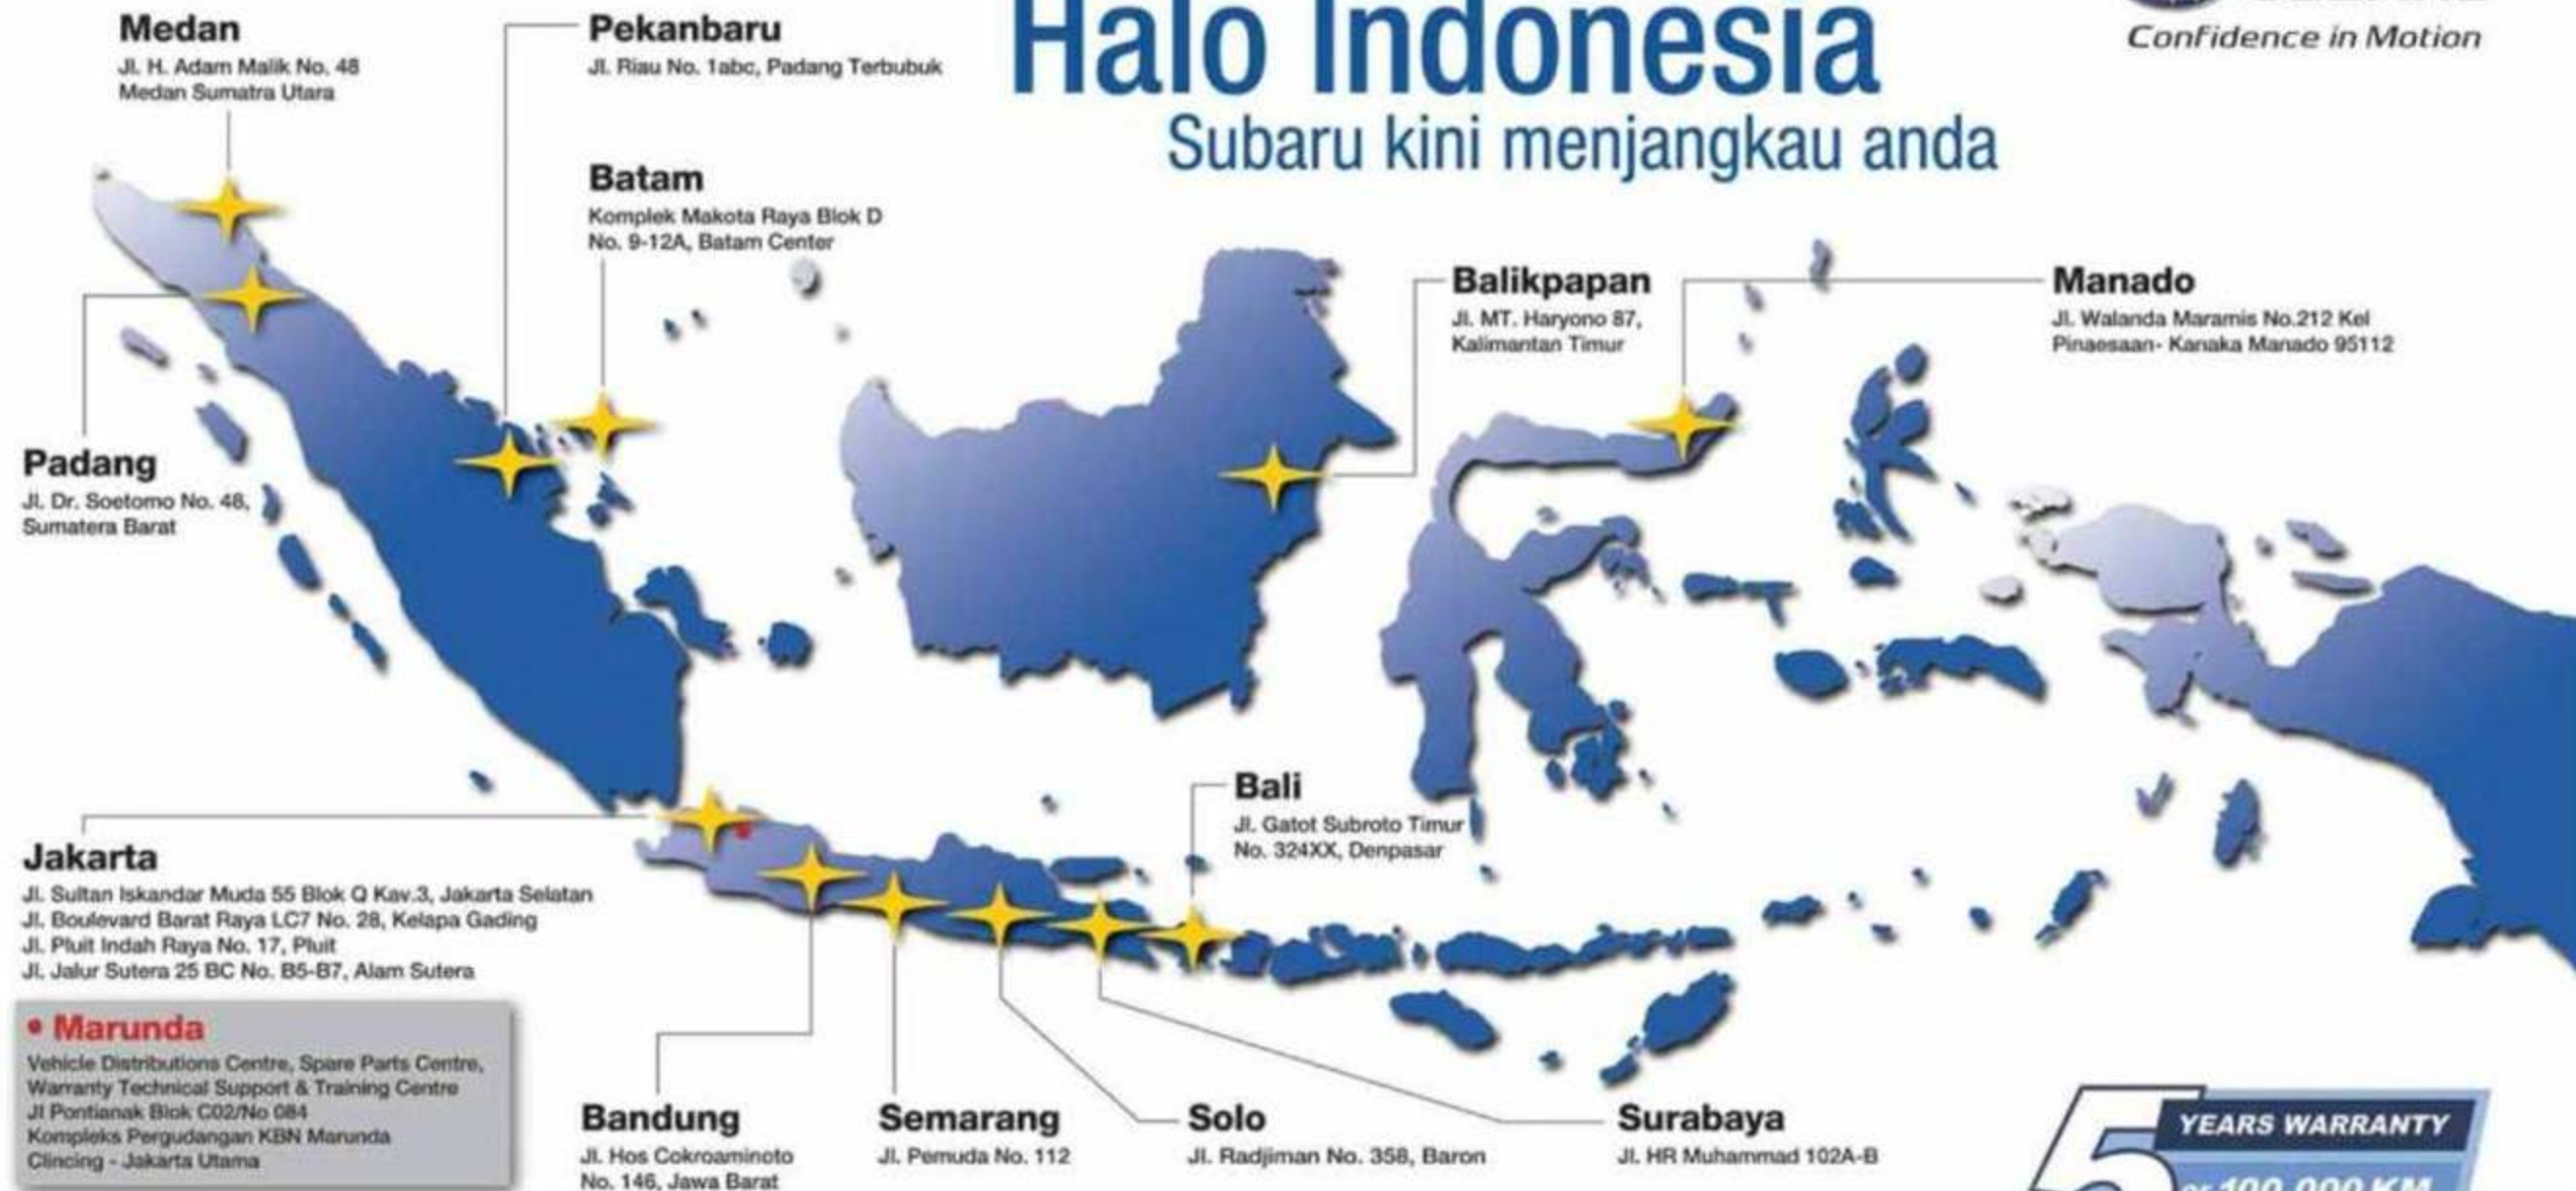 Halo Indonesia
Subaru kini menjangkau anda
Confidence in Motion
Medan
Jl. H. Adam Malik No. 48
Medan Sumatra Utara
Pekanbaru
Jl. Riau No. 1abc, Padang Terbubuk
Batam
Komplek Makota Raya Blok D
No. 9-12A, Batam Center
Balikpapan
Jl. MT. Haryono 87,
Kalimantan Timur
Manado
Jl. Walanda Maramis No.212 Kel
Pinaesaan- Kanaka Manado 95112
Padang
Jl. Dr. Soetomo No. 48,
Sumatera Barat
Bali
Jl. Gatot Subroto Timur
No. 324XX, Denpasar
Jakarta
Jl. Sultan Iskandar Muda 55 Blok Q Kav.3, Jakarta Selatan
Jl. Boulevard Barat Raya LC7 No. 28, Kelapa Gading
Jl. Pluit Indah Raya No. 17, Pluit
Jl. Jalur Sutera 25 BC No. B5-B7, Alam Sutera
• Marunda
Vehicle Distributions Centre, Spare Parts Centre,
Warranty Technical Support & Training Centre
Jl Pontianak Blok C02/No 084
Kompleks Pergudangan KBN Marunda
Clincing - Jakarta Utama
Bandung
Jl. Hos Cokroaminoto
No. 146, Jawa Barat
Semarang
Jl. Pemuda No. 112
Solo
Jl. Radjiman No. 358, Baron
Surabaya
Jl. HR Muhammad 102A-B
5 YEARS WARRANTY
or 100.000 KM